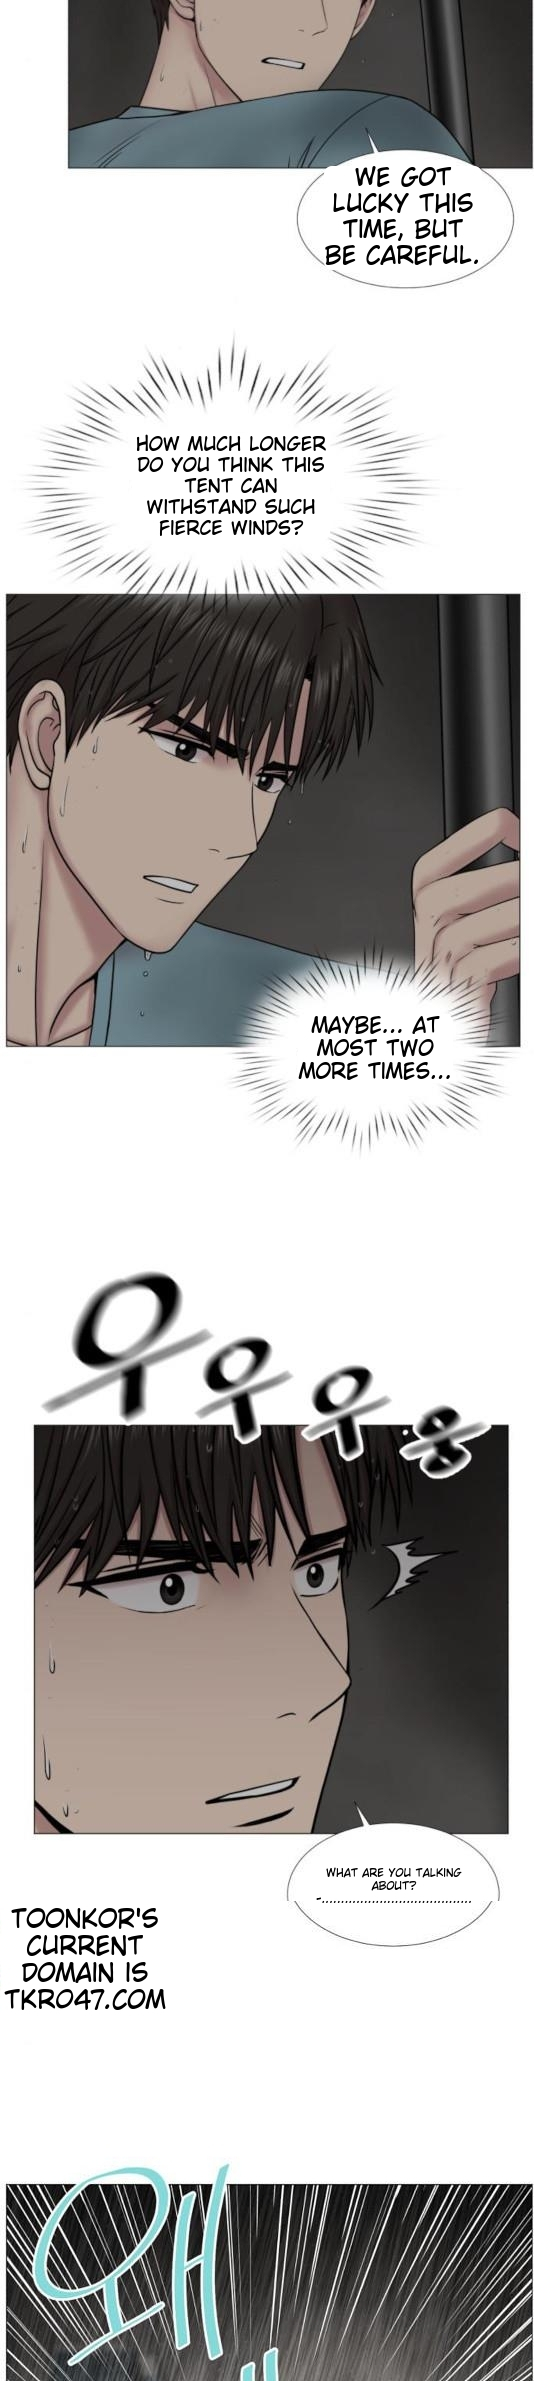 WE GOT
LUCKY THIS
TIME, BUT
BE CAREFUL.
HOW MUCH LONGER
DO YOU THINK THIS
TENT CAN
WITHSTAND SUCH
FIERCE WINDS?
MAYBE... AT
MOST TWO
MORE TIMES...
우우우웅
WHAT ARE YOU TALKING
ABOUT?
TOONKOR'S
CURRENT
DOMAIN IS
TKR047.COM
왜